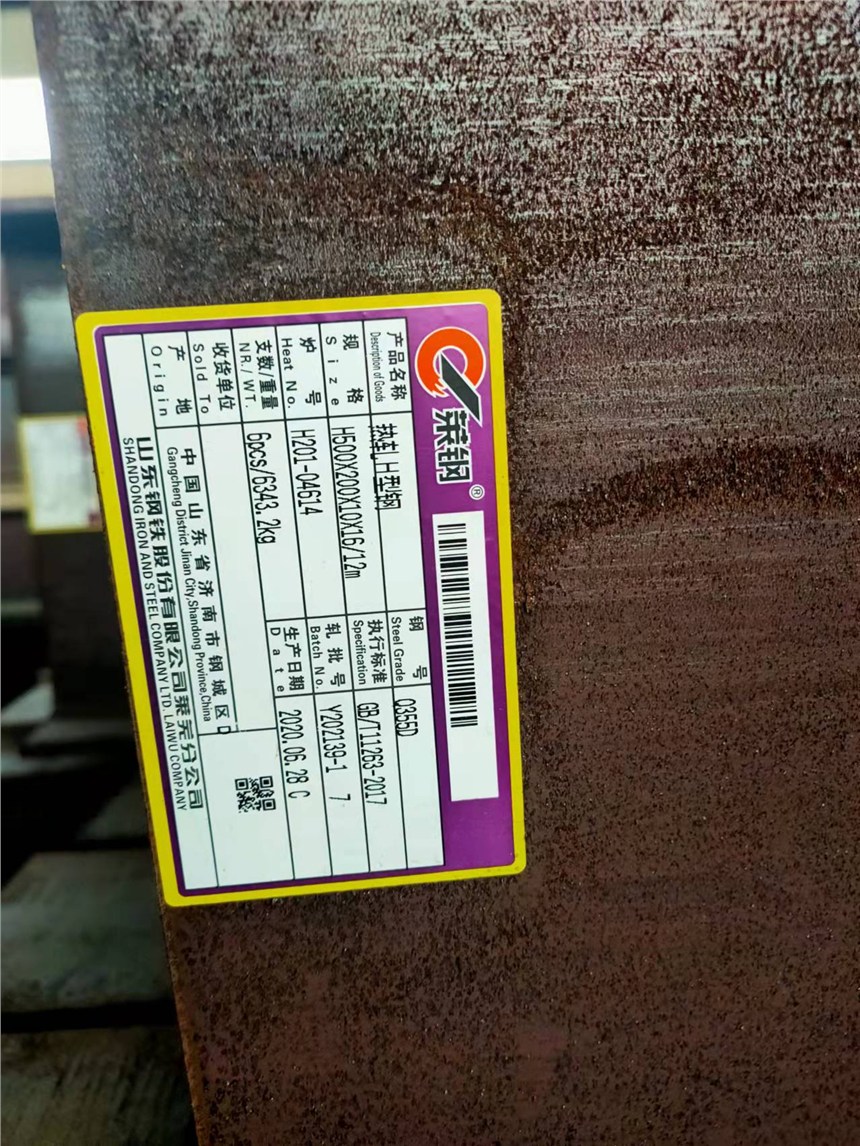 莱钢®
产品名称 热轧H型钢 钢号 Q355D
Description of Goods Steel Grade
规格 H500X200X10X16/12m 执行标准 GB/T11263-2017
Size Specification
炉号 H201-04614 轧批号 Y202139-1 7
Heat No. Batch No.
支数/重量 6pcs/6343.2kg 生产日期 2020.06.28 C
NR./WT. Date
收货单位
Sold To
产地 中国山东省济南市钢城区D
Origin Gangcheng District Jinan City,Shandong Province,China
山东钢铁股份有限公司莱芜分公司
SHANDONG IRON AND STEEL COMPANY LTD. LAIWU COMPANY